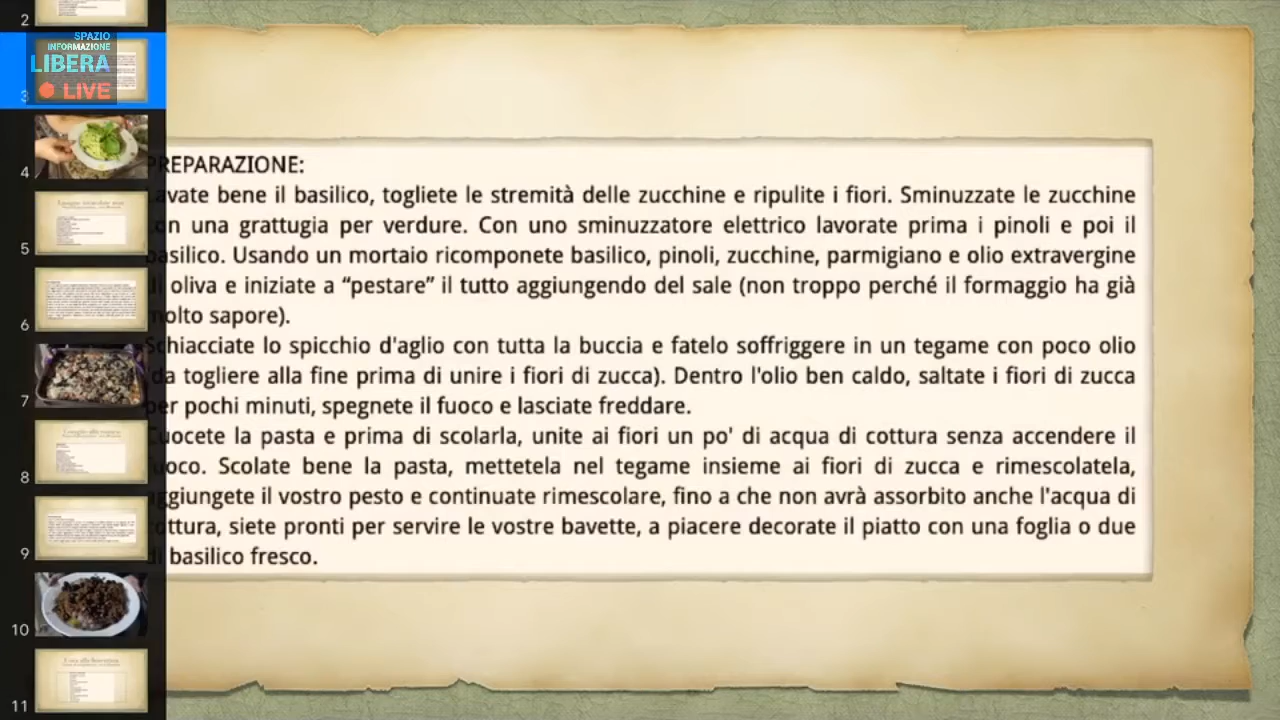 SPAZIO
INFORMAZIONE
LIBERA
LIVE
2
3
4
5
6
7
8
9
10
11
PREPARAZIONE:
Lavate bene il basilico, togliete le stremità delle zucchine e ripulite i fiori. Sminuzzate le zucchine
con una grattugia per verdure. Con uno sminuzzatore elettrico lavorate prima i pinoli e poi il
basilico. Usando un mortaio ricomponete basilico, pinoli, zucchine, parmigiano e olio extravergine
di oliva e iniziate a “pestare” il tutto aggiungendo del sale (non troppo perché il formaggio ha già
molto sapore).
Schiacciate lo spicchio d'aglio con tutta la buccia e fatelo soffriggere in un tegame con poco olio
(da togliere alla fine prima di unire i fiori di zucca). Dentro l'olio ben caldo, saltate i fiori di zucca
per pochi minuti, spegnete il fuoco e lasciate freddare.
Cuocete la pasta e prima di scolarla, unite ai fiori un po' di acqua di cottura senza accendere il
fuoco. Scolate bene la pasta, mettetela nel tegame insieme ai fiori di zucca e rimescolatela,
aggiungete il vostro pesto e continuate rimescolare, fino a che non avrà assorbito anche l'acqua di
cottura, siete pronti per servire le vostre bavette, a piacere decorate il piatto con una foglia o due
di basilico fresco.